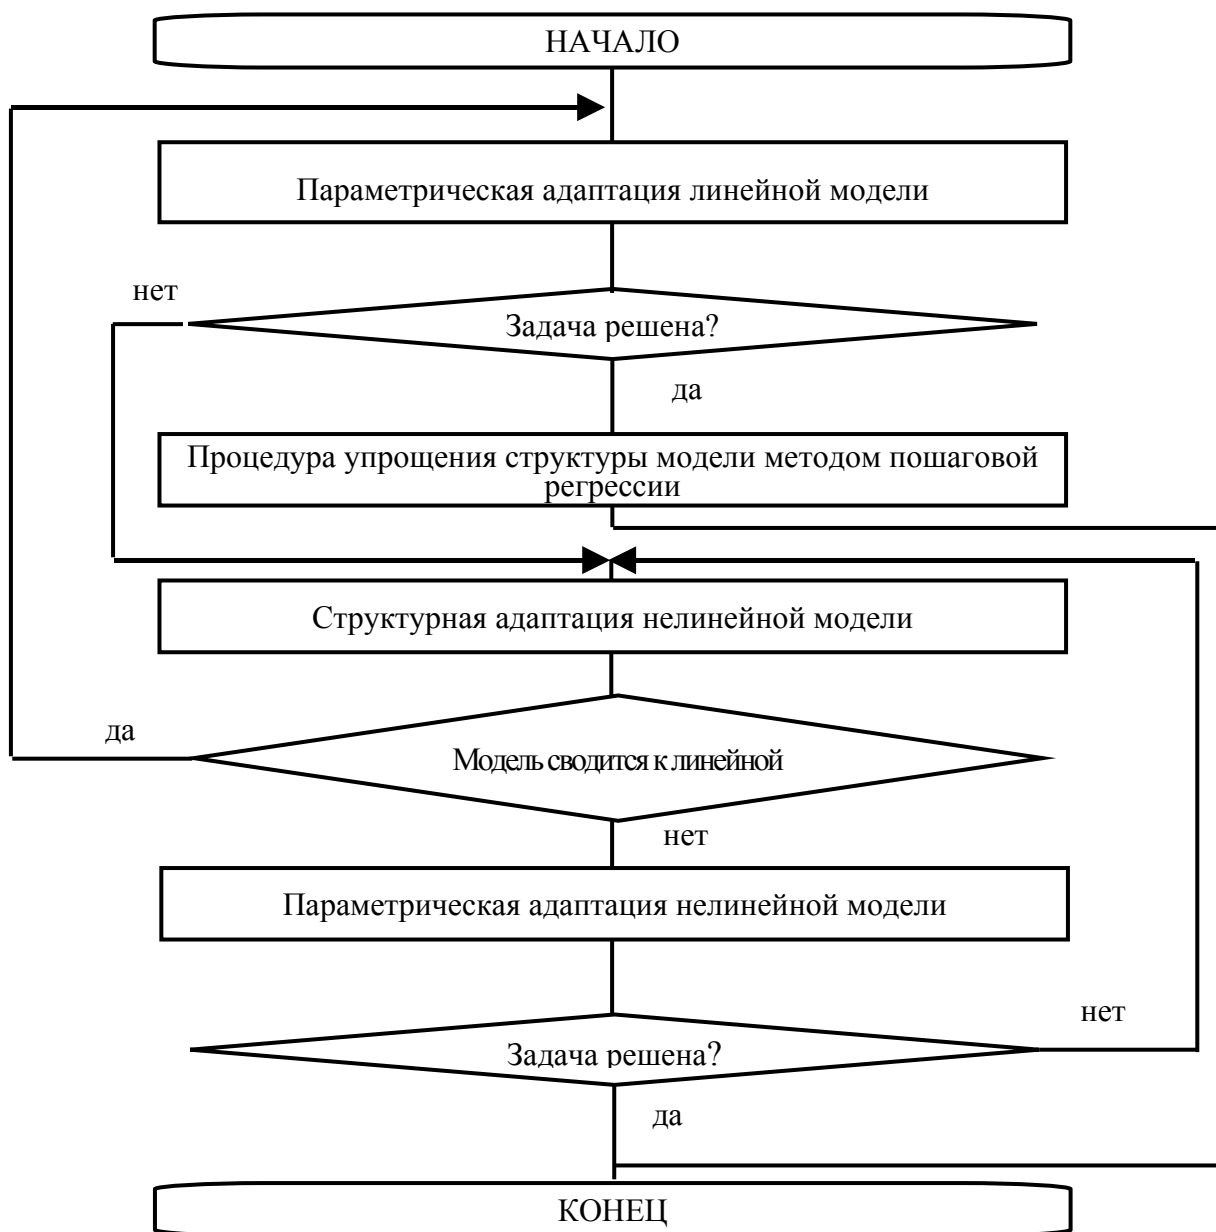 НАЧАЛО
Параметрическая адаптация линейной модели
нет
Задача решена?
да
Процедура упрощения структуры модели методом пошаговой
регрессии
Структурная адаптация нелинейной модели
да
Модель сводится к линейной
нет
Параметрическая адаптация нелинейной модели
нет
Задача решена?
да
КОНЕЦ